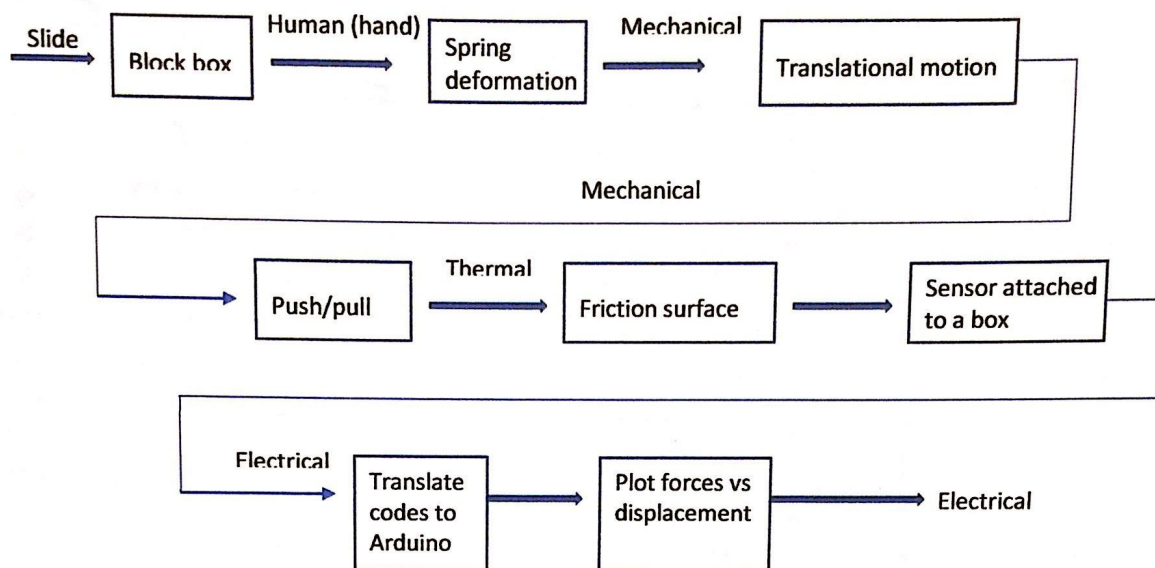 Slide
Block box
Human (hand)
Spring
deformation
Mechanical
Translational motion
Mechanical
Push/pull
Thermal
Friction surface
Sensor attached
to a box
Electrical
Translate
codes to
Arduino
Plot forces vs
displacement
Electrical